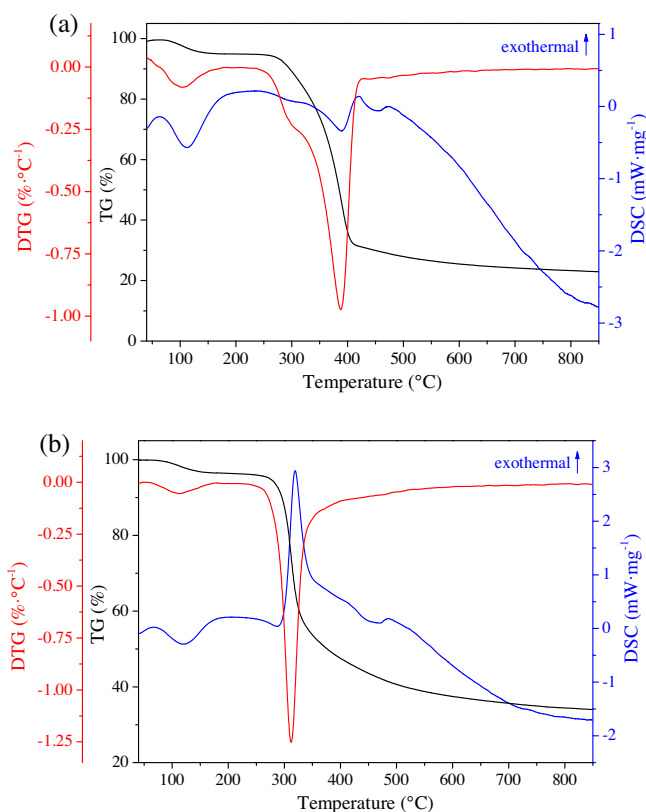 (a)
exothermal
0.00
-0.25
-0.50
-0.75
-1.00
DTG (%·°C⁻¹)
100
80
60
40
20
0
TG (%)
1
0
-1
-2
-3
DSC (mW·mg⁻¹)
100 200 300 400 500 600 700 800
Temperature (°C)
(b)
exothermal
0.00
-0.25
-0.50
-0.75
-1.00
-1.25
DTG (%·°C⁻¹)
100
80
60
40
20
TG (%)
3
2
1
0
-1
-2
DSC (mW·mg⁻¹)
100 200 300 400 500 600 700 800
Temperature (°C)